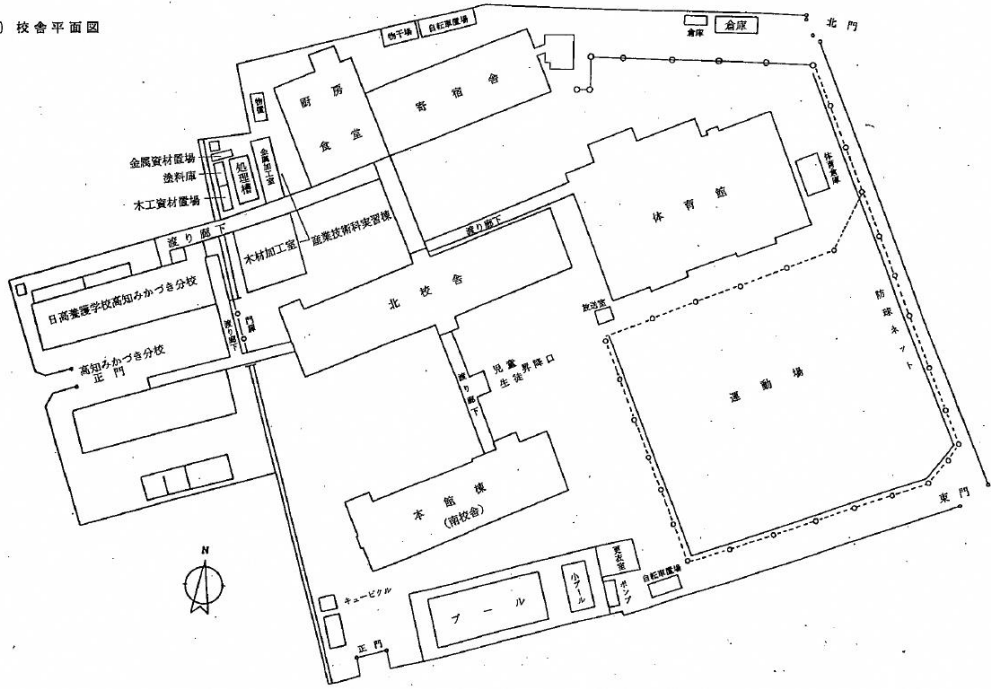 ) 校舎平面図
北門
倉庫
倉庫
物干場
自転車置場
厨房
食堂
寄宿舎
物置
金属資材置場
塗料庫
木工資材置場
処理槽
金属加工室
体育館
体育倉庫
渡り廊下
木材加工室
産業技術科実習棟
渡り廊下
北校舎
日高養護学校高知みかづき分校
渡り廊下
門扉
放送室
防球ネット
高知みかづき分校
正門
児童
生徒昇降口
渡り廊下
運動場
本館棟
(南校舎)
東門
N
更衣室
自転車置場
ポンプ
小プール
プール
キュービクル
正門